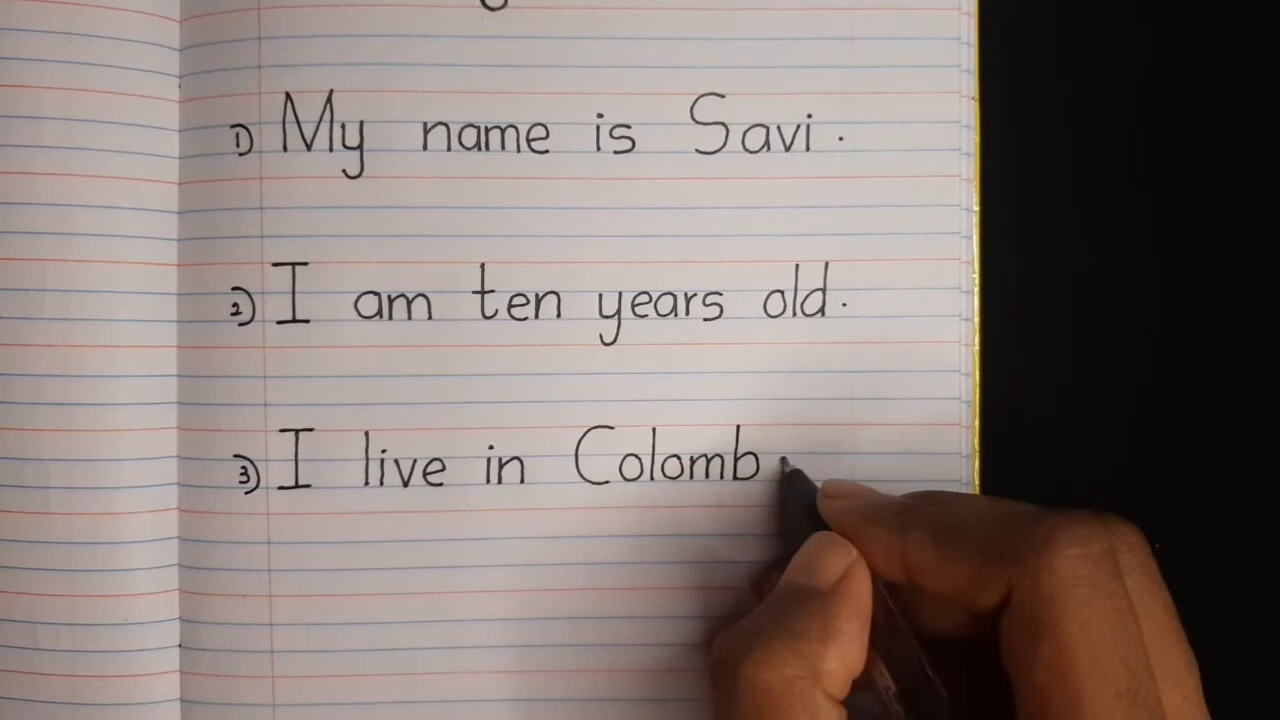 1) My name is Savi.
2) I am ten years old.
3) I live in Colomb